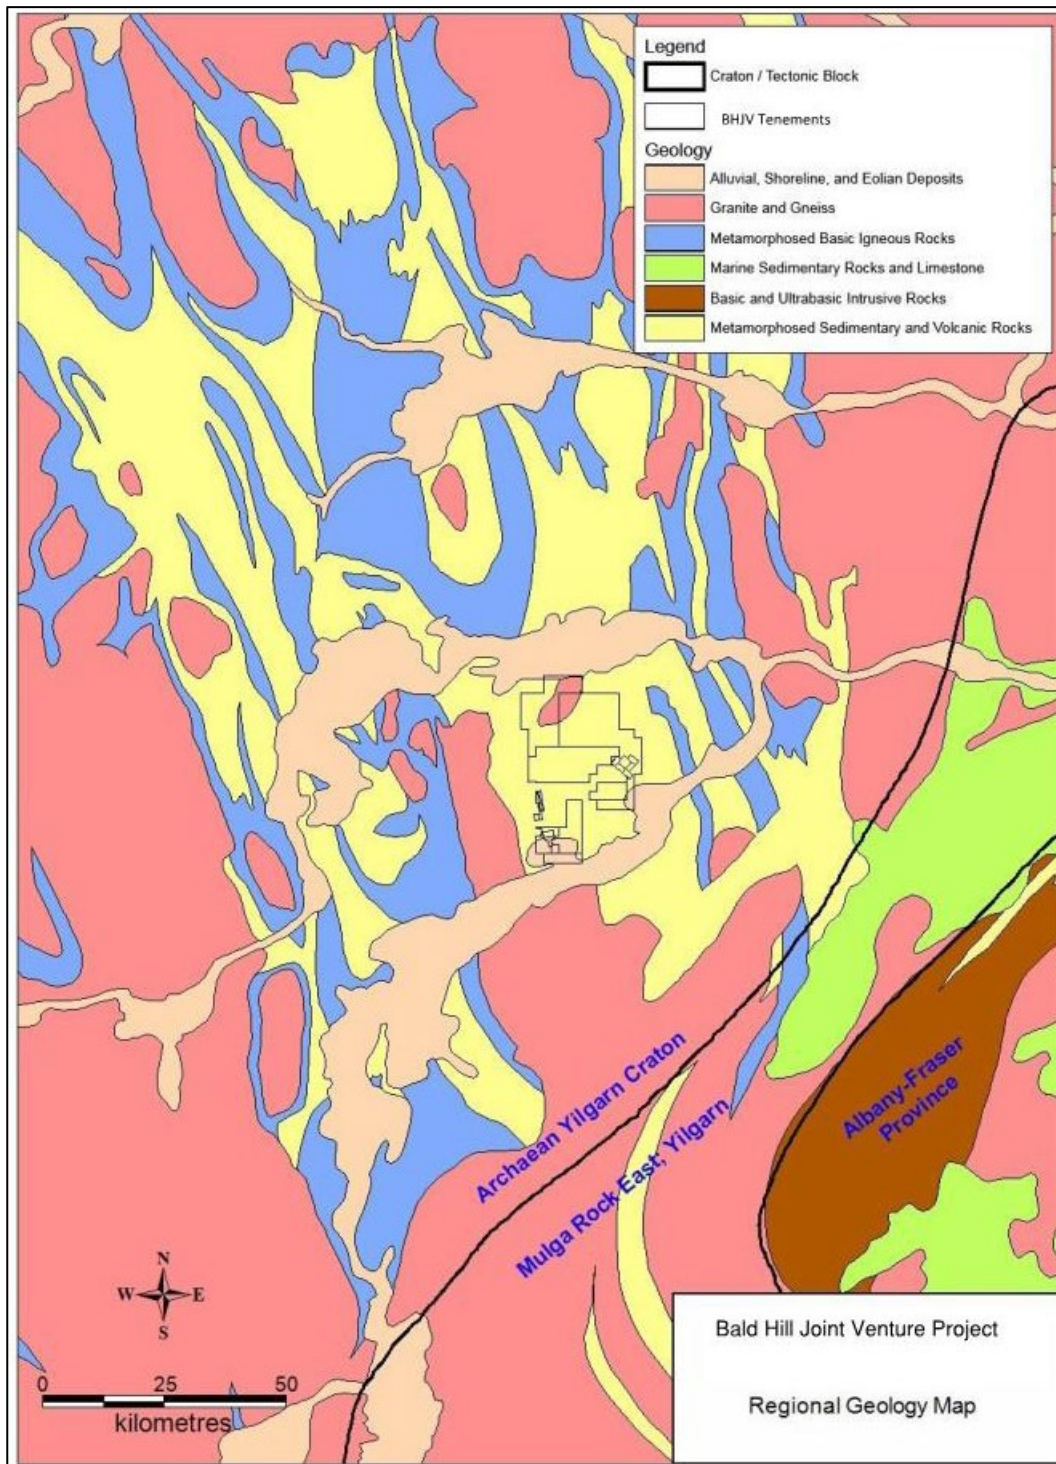 Legend
Craton / Tectonic Block
BHJV Tenements
Geology
Alluvial, Shoreline, and Eolian Deposits
Granite and Gneiss
Metamorphosed Basic Igneous Rocks
Marine Sedimentary Rocks and Limestone
Basic and Ultrabasic Intrusive Rocks
Metamorphosed Sedimentary and Volcanic Rocks
Archaean Yilgarn Craton
Mulga Rock East, Yilgarn
Albany-Fraser
Province
N
W E
S
0 25 50
kilometres
Bald Hill Joint Venture Project
Regional Geology Map